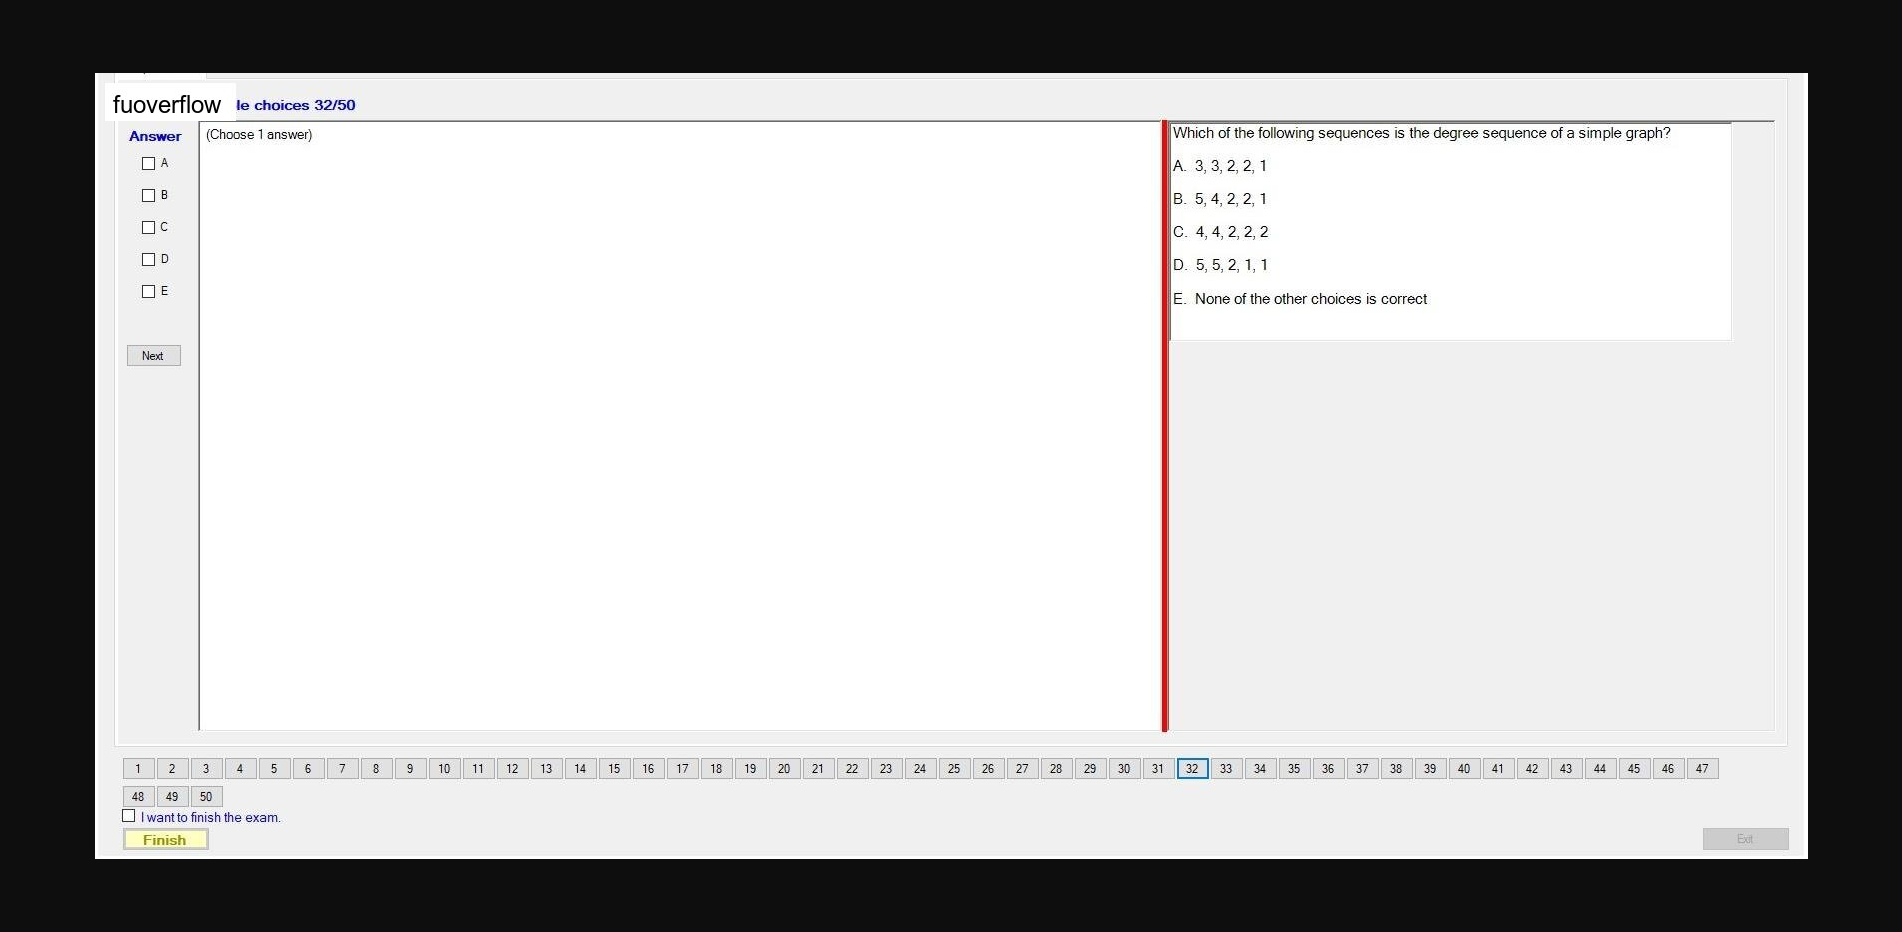 fuoverflow
le choices 32/50
Answer
(Choose 1 answer)
A
B
C
D
E
Next
Which of the following sequences is the degree sequence of a simple graph?
A. 3, 3, 2, 2, 1
B. 5, 4, 2, 2, 1
C. 4, 4, 2, 2, 2
D. 5, 5, 2, 1, 1
E. None of the other choices is correct
1 2 3 4 5 6 7 8 9 10 11 12 13 14 15 16 17 18 19 20 21 22 23 24 25 26 27 28 29 30 31 32 33 34 35 36 37 38 39 40 41 42 43 44 45 46 47
48 49 50
I want to finish the exam.
Finish
Exit